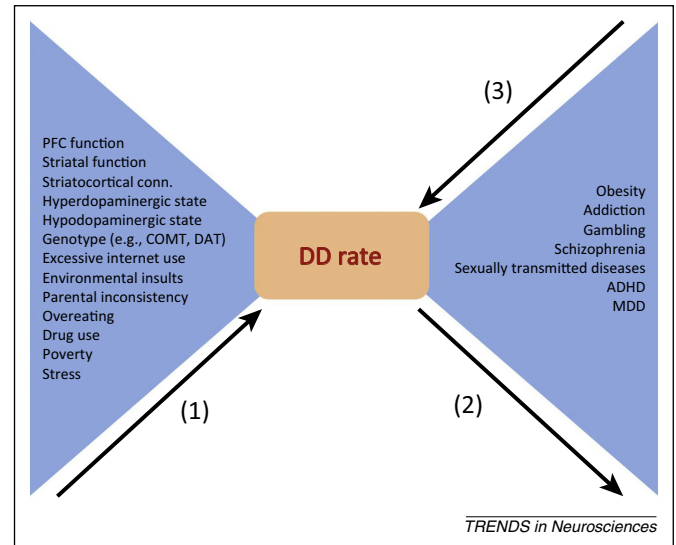 PFC function
Striatal function
Striatocortical conn.
Hyperdopaminergic state
Hypodopaminergic state
Genotype (e.g., COMT, DAT)
Excessive internet use
Environmental insults
Parental inconsistency
Overeating
Drug use
Poverty
Stress
(1)
DD rate
(3)
Obesity
Addiction
Gambling
Schizophrenia
Sexually transmitted diseases
ADHD
MDD
(2)
TRENDS in Neurosciences